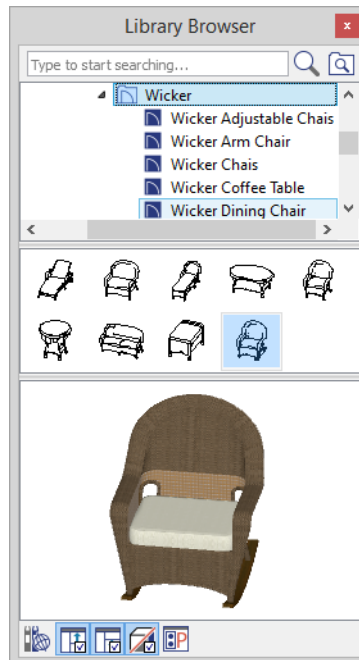 Library Browser
x
Type to start searching...
Wicker
Wicker Adjustable Chais
Wicker Arm Chair
Wicker Chais
Wicker Coffee Table
Wicker Dining Chair
P